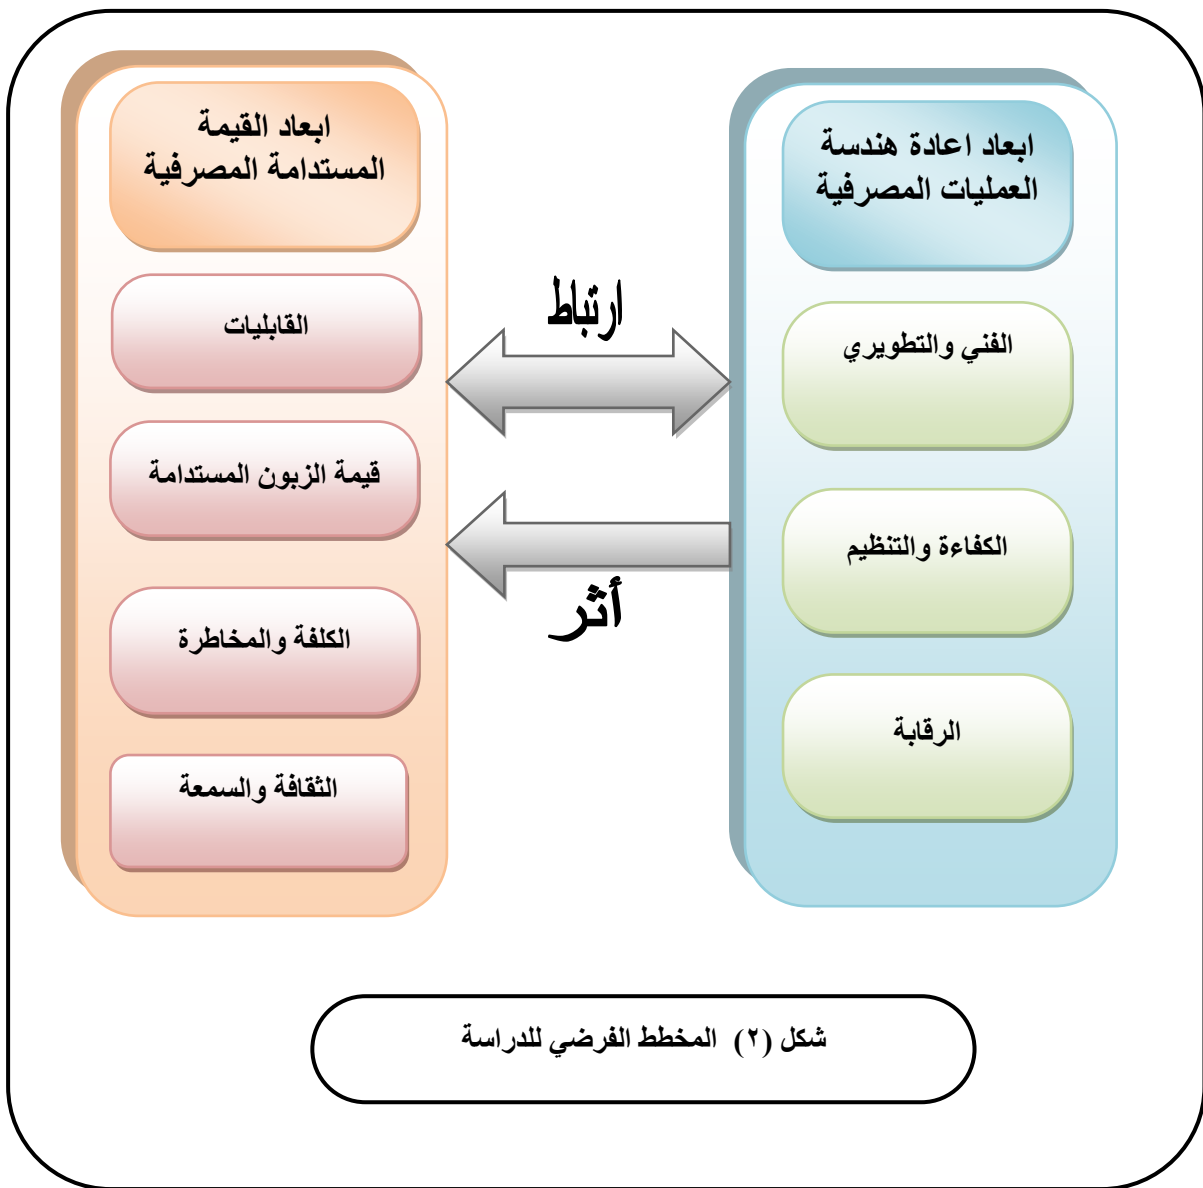 ابعاد اعادة هندسة
العمليات المصرفية
الفني والتطويري
الكفاءة والتنظيم
الرقابة
ارتباط
أثر
ابعاد القيمة
المستدامة المصرفية
القابليات
قيمة الزبون المستدامة
الكلفة والمخاطرة
الثقافة والسمعة
شكل (٢) المخطط الفرضي للدراسة